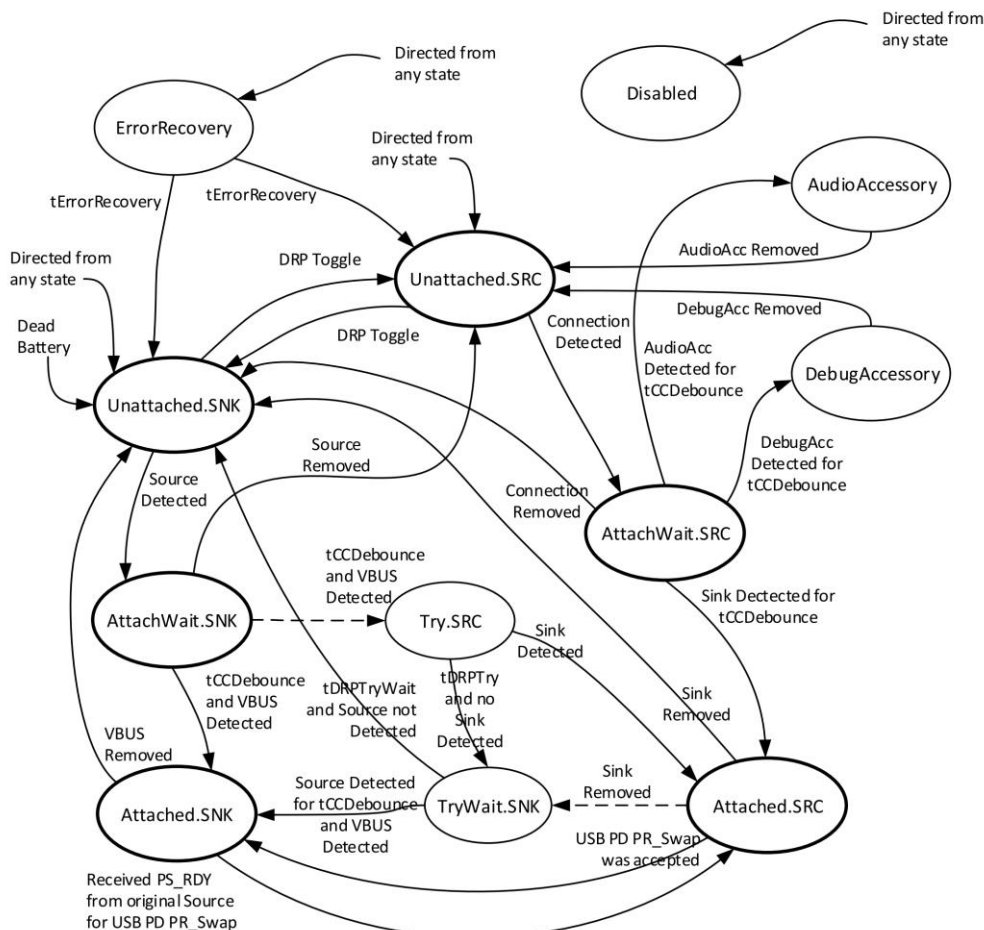 Directed from
any state
Directed from
any state
Disabled
ErrorRecovery
Directed from
any state
AudioAccessory
tErrorRecovery
tErrorRecovery
AudioAcc Removed
Directed from
any state
DRP Toggle
Unattached.SRC
DebugAcc Removed
Dead
Battery
DRP Toggle
Connection
Detected
AudioAcc
Detected for
tCCDebounce
DebugAccessory
Unattached.SNK
Source
Removed
DebugAcc
Detected for
tCCDebounce
Source
Detected
Connection
Removed
AttachWait.SRC
tCCDebounce
and VBUS
Detected
Sink Dectected for
tCCDebounce
AttachWait.SNK
Try.SRC
Sink
Detected
tCCDebounce
and VBUS
Detected
tDRPTryWait
and Source not
Detected
tDRPTry
and no
Sink
Detected
Sink
Removed
VBUS
Removed
Source Detected
for tCCDebounce
and VBUS
Detected
Sink
Removed
Attached.SNK
TryWait.SNK
Attached.SRC
USB PD PR_Swap
was accepted
Received PS_RDY
from original Source
for USB PD PR_Swap